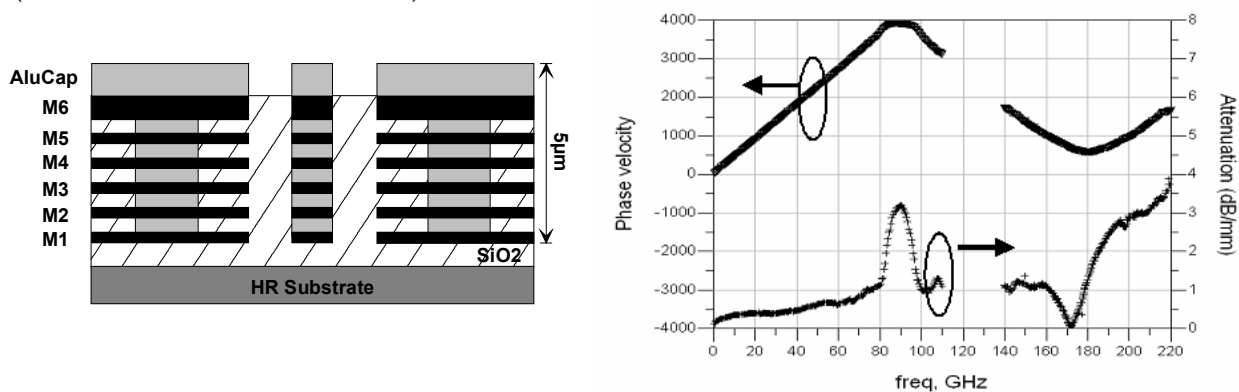 AluCap
M6
M5
M4
M3
M2
M1
5µm
SiO2
HR Substrate
Phase velocity
4000
3000
2000
1000
0
-1000
-2000
-3000
-4000
8
7
6
5
4
3
2
1
0
Attenuation (dB/mm)
0 20 40 60 80 100 120 140 160 180 200 220
freq, GHz